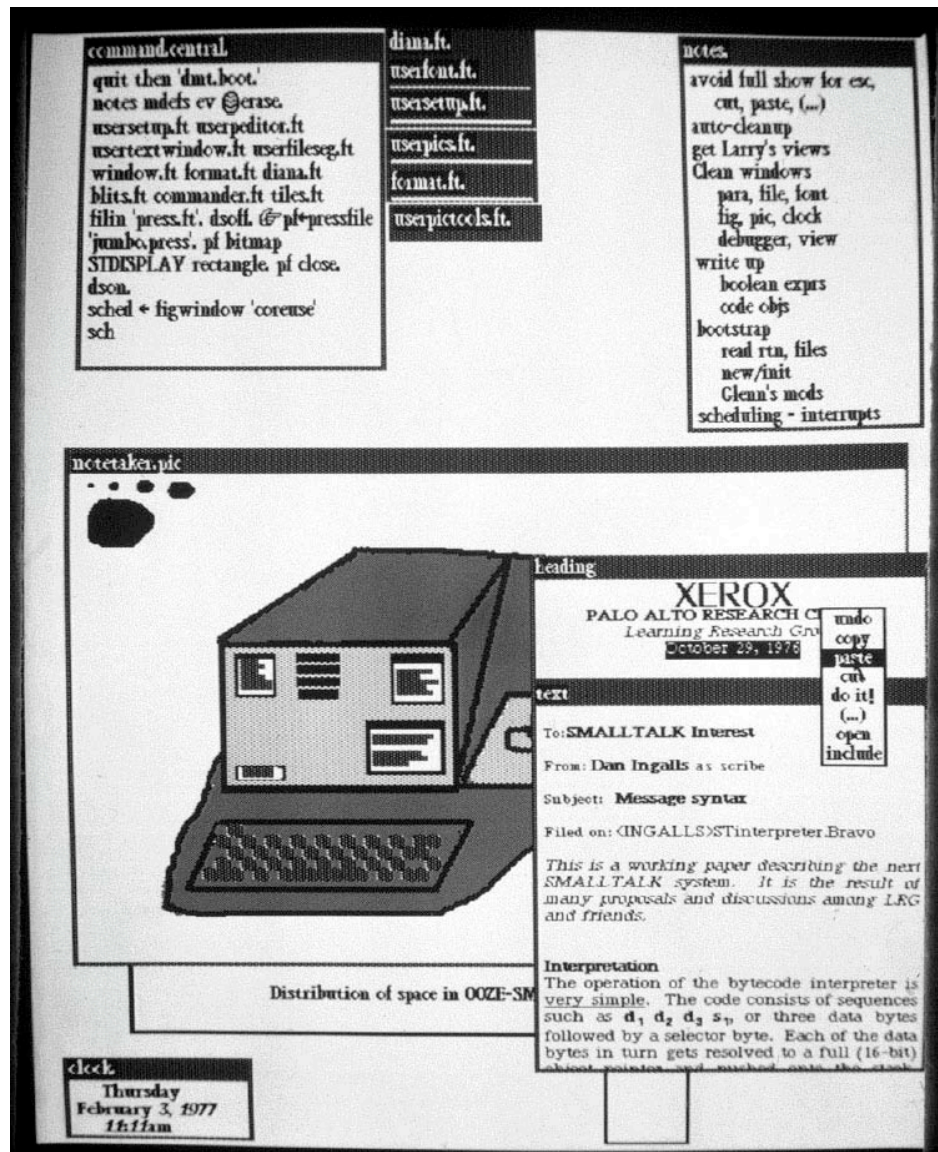 command.central
quit then 'dmt.boot.'
notes mdefs ev erase.
usersetup.ft userpeditor.ft
usertextwindow.ft userfileseg.ft
window.ft format.ft diana.ft
blits.ft commander.ft tiles.ft
filin 'press.ft'. dsoff. ☞pf←pressfile
'jumbo.press'. pf bitmap
STDISPLAY rectangle. pf close.
dson.
sched ← figwindow 'coreuse'
sch
diana.ft.
userfont.ft.
usersetup.ft.
userpics.ft.
format.ft.
userpictools.ft.
notes.
avoid full show for esc,
cut, paste, (...)
auto-cleanup
get Larry's views
Clean windows
para, file, font
fig, pic, clock
debugger, view
write up
boolean exprs
code objs
bootstrap
read rtn, files
new/init
Glenn's mods
scheduling - interrupts
notetaker.pic
heading
XEROX
PALO ALTO RESEARCH C
Learning Research Gro
October 29, 1976
undo
copy
paste
cut
do it!
(...)
open
include
text
To: SMALLTALK Interest
From: Dan Ingalls as scribe
Subject: Message syntax
Filed on: <INGALLS>STinterpreter.Bravo
This is a working paper describing the next
SMALLTALK system. It is the result of
many proposals and discussions among LRG
and friends.
Interpretation
The operation of the bytecode interpreter is
very simple. The code consists of sequences
such as d₁ d₂ d₃ s₁, or three data bytes
followed by a selector byte. Each of the data
bytes in turn gets resolved to a full (16-bit)
object pointer and pushed onto the stack.
Distribution of space in OOZE-SM
clock
Thursday
February 3, 1977
11:11am